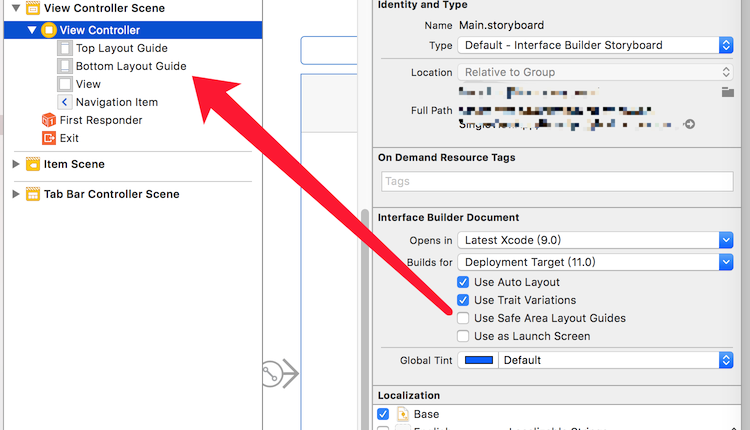 View Controller Scene
View Controller
Top Layout Guide
Bottom Layout Guide
View
Navigation Item
First Responder
Exit
Item Scene
Tab Bar Controller Scene
Identity and Type
Name Main.storyboard
Type Default - Interface Builder Storyboard
Location Relative to Group
Full Path
On Demand Resource Tags
Tags
Interface Builder Document
Opens in Latest Xcode (9.0)
Builds for Deployment Target (11.0)
Use Auto Layout
Use Trait Variations
Use Safe Area Layout Guides
Use as Launch Screen
Global Tint Default
Localization
Base